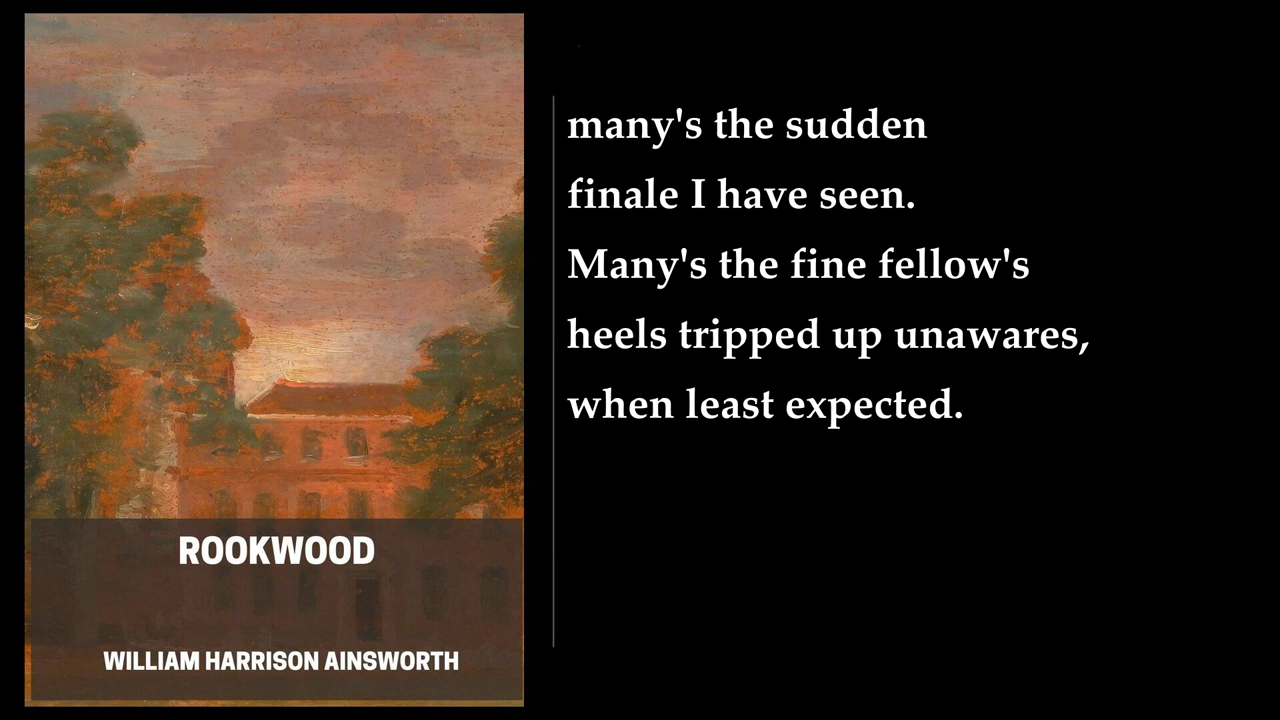 ROOKWOOD
WILLIAM HARRISON AINSWORTH
many's the sudden
finale I have seen.
Many's the fine fellow's
heels tripped up unawares,
when least expected.